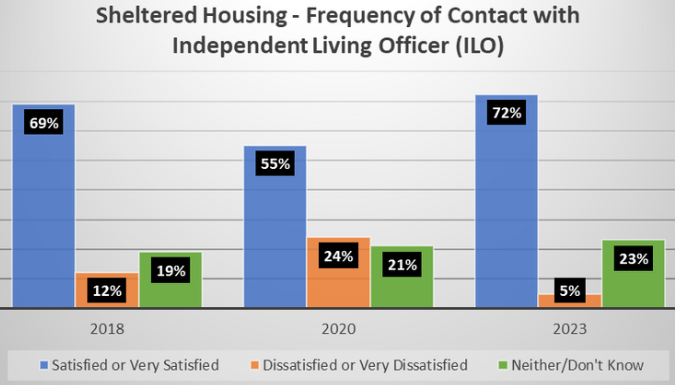 Sheltered Housing - Frequency of Contact with
Independent Living Officer (ILO)
69%
12%
19%
55%
24%
21%
72%
5%
23%
2018 2020 2023
Satisfied or Very Satisfied Dissatisfied or Very Dissatisfied Neither/Don't Know